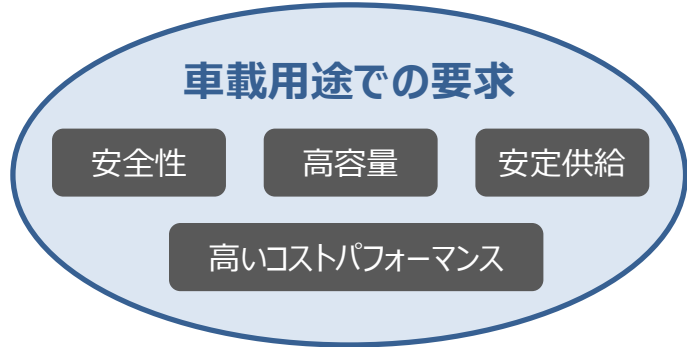 車載用途での要求
安全性 高容量 安定供給
高いコストパフォーマンス